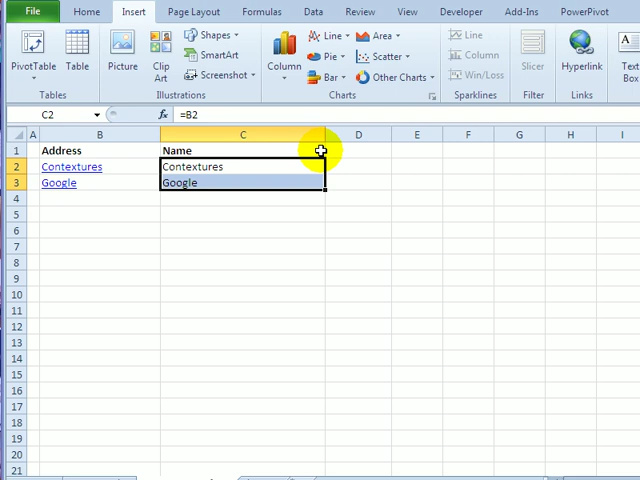 File Home Insert Page Layout Formulas Data Review View Developer Add-Ins PowerPivot
PivotTable Table Picture Clip Art Shapes SmartArt Screenshot Column Line Pie Bar Area Scatter Other Charts Line Column Win/Loss Slicer Hyperlink Text Box
Tables Illustrations Charts Sparklines Filter Links
C2 fx =B2
A B C D E F G H I
1 Address Name
2 Contextures Contextures
3 Google Google
4
5
6
7
8
9
10
11
12
13
14
15
16
17
18
19
20
21